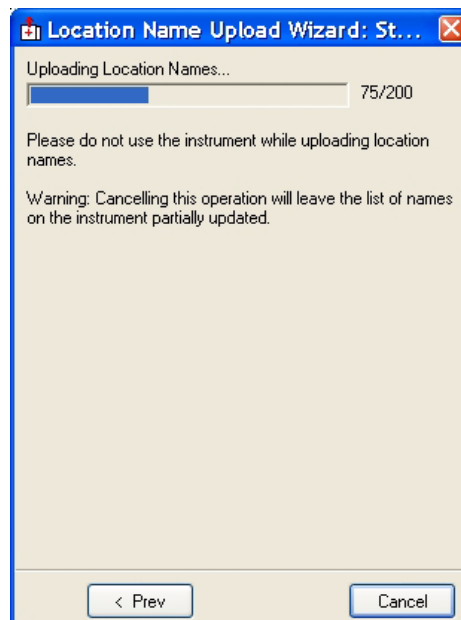 Location Name Upload Wizard: St...
Uploading Location Names...
75/200
Please do not use the instrument while uploading location
names.
Warning: Cancelling this operation will leave the list of names
on the instrument partially updated.
< Prev
Cancel